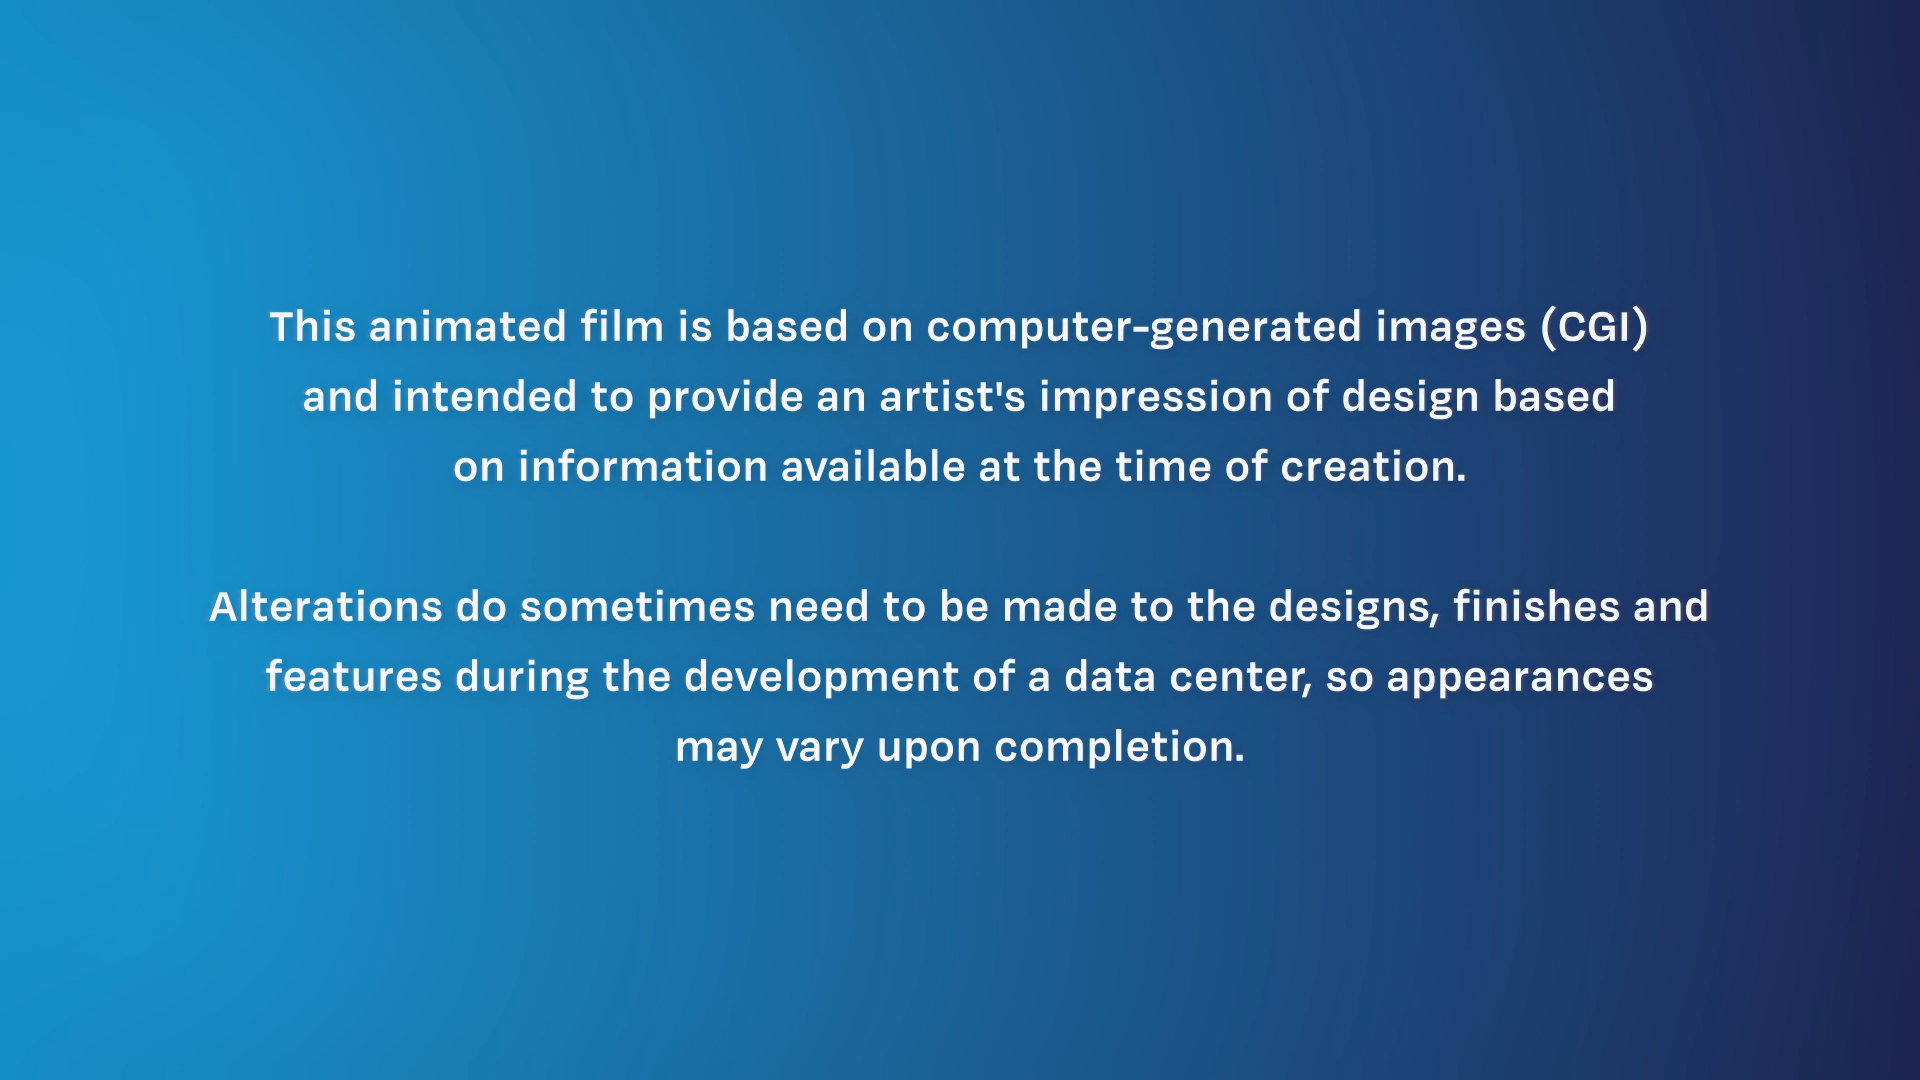 This animated film is based on computer-generated images (CGI)
and intended to provide an artist's impression of design based
on information available at the time of creation.
Alterations do sometimes need to be made to the designs, finishes and
features during the development of a data center, so appearances
may vary upon completion.